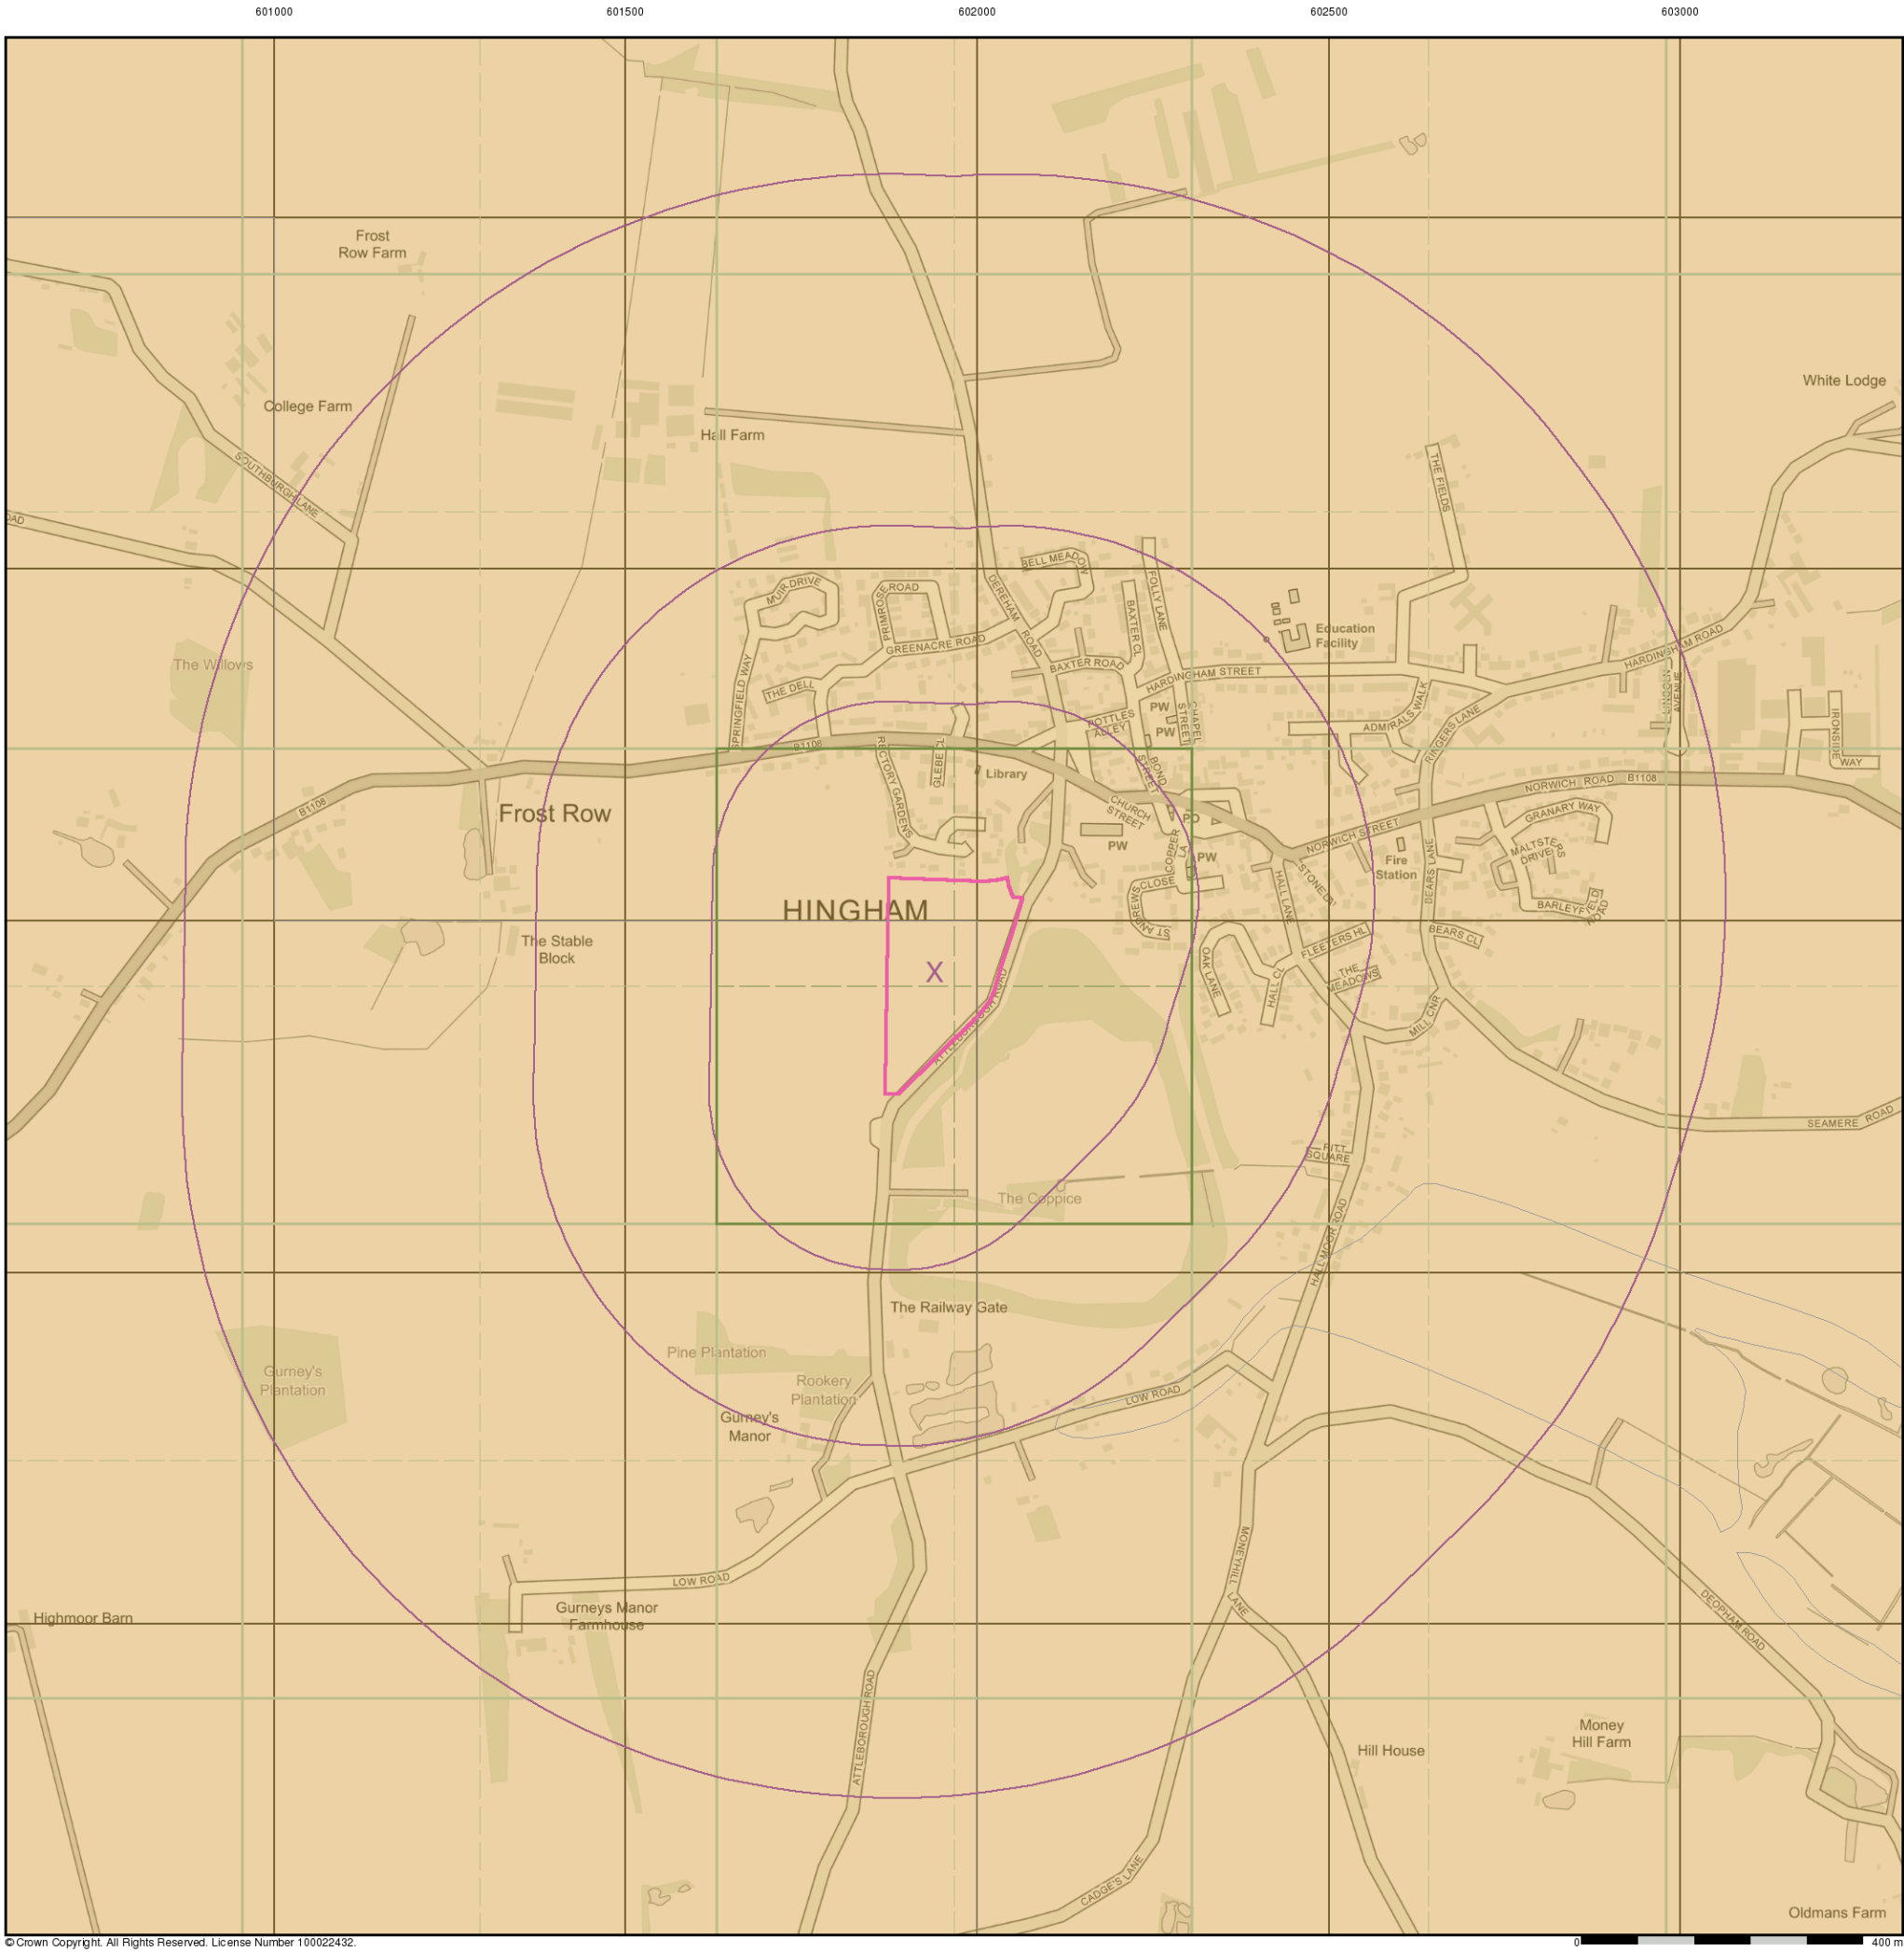 601000
601500
602000
602500
603000
Frost
Row Farm
White Lodge
College Farm
Hall Farm
SOUTHBURGH LANE
THE FIELDS
OAD
BELL MEADOW
MUIR DRIVE
PRIMROSE
ROAD
DEREHAM
ROAD
FOLLY LANE
BAXTER CL
Education
Facility
GREENACRE ROAD
HARDINGHAM ROAD
The Willows
BAXTER ROAD
HARDINGHAM STREET
SPRINGFIELD WAY
THE DELL
LINCOLN
AVENUE
PW
POTTLES
ALLEY
CHAPEL
STREET
PW
ADMIRALS WALK
RINGERS LANE
IRONSIDE
WAY
B1108
RECTORY GARDENS
GLEBE CL
Library
BOND
STREET
NORWICH ROAD
B1108
B1108
Frost Row
CHURCH
STREET
PO
GRANARY WAY
NORWICH STREET
PW
COPPER
LA
PW
Fire
Station
MALTSTERS
DRIVE
BEARS LANE
HALL LANE
STONE LA
ST ANDREWS
CLOSE
BARLEYFIELD
ROAD
HINGHAM
The Stable
Block
BEARS CL
FLEETERS HL
OAK LANE
X
HALL CL
THE
MEADOWS
MILL CNR
ATTLEBOROUGH ROAD
SEAMERE ROAD
PITT
SQUARE
The Coppice
HALL MOOR ROAD
The Railway Gate
Pine Plantation
Gurney's
Plantation
Rookery
Plantation
LOW ROAD
Gurney's
Manor
MONEYHILL
LANE
LOW ROAD
Gurneys Manor
Farmhouse
Highmoor Barn
DEOPHAM ROAD
ATTLEBOROUGH ROAD
Money
Hill Farm
Hill House
CADGE'S LANE
Oldmans Farm
© Crown Copyright. All Rights Reserved. License Number 100022432.
0
400 m